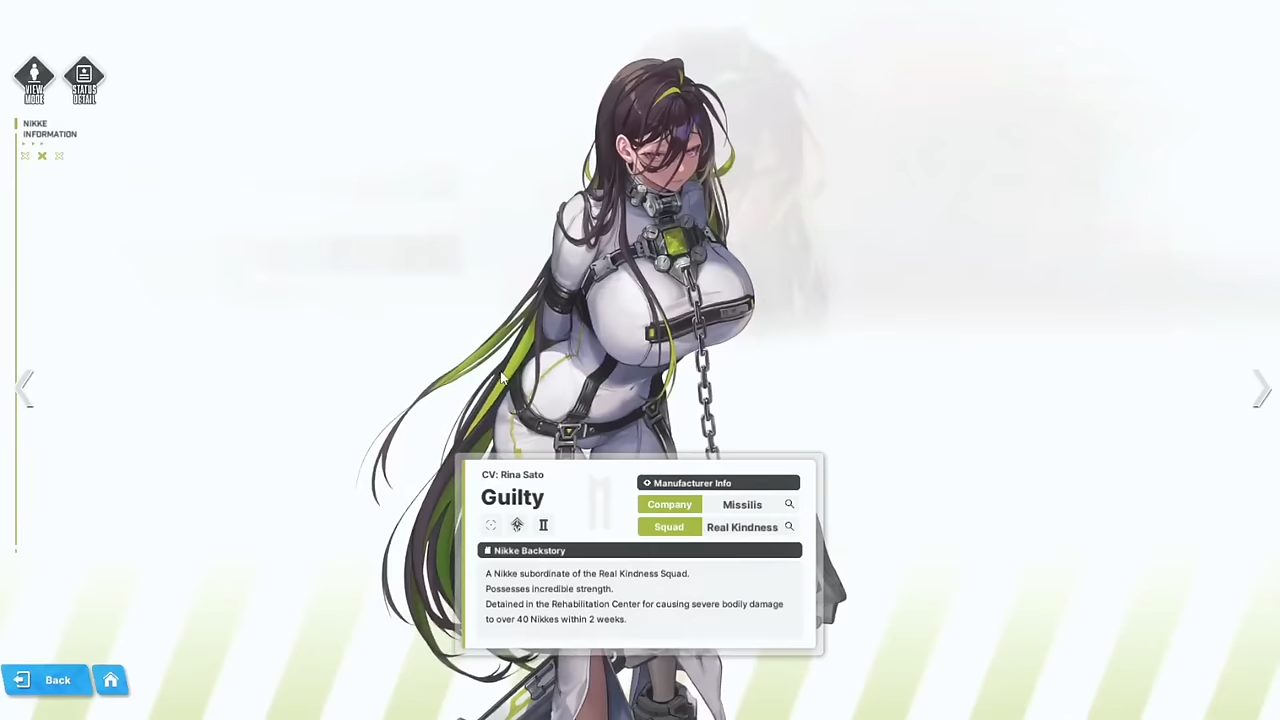 VIEW
MODE
STATUS
DETAIL
NIKKE
INFORMATION
CV: Rina Sato
Guilty
II
Manufacturer Info
Company Missilis
Squad Real Kindness
Nikke Backstory
A Nikke subordinate of the Real Kindness Squad.
Possesses incredible strength.
Detained in the Rehabilitation Center for causing severe bodily damage
to over 40 Nikkes within 2 weeks.
Back